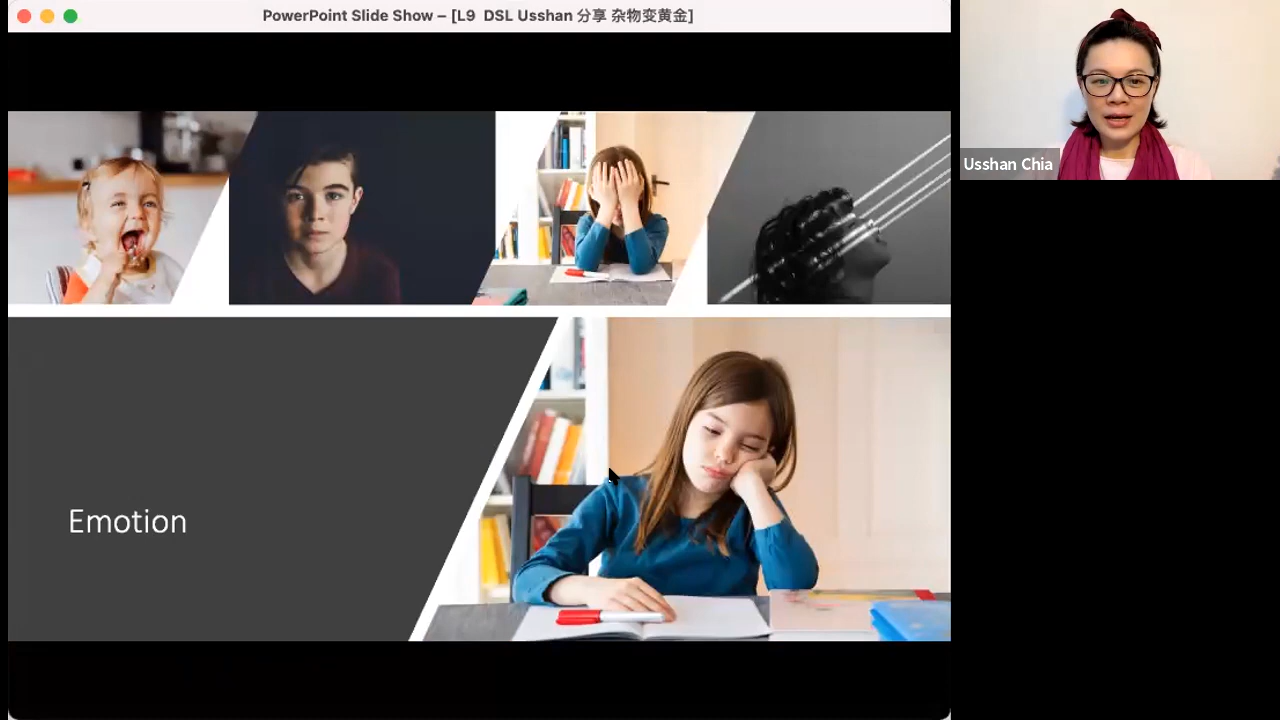 PowerPoint Slide Show – [L9 DSL Usshan 分享 杂物变黄金]
Usshan Chia
Emotion